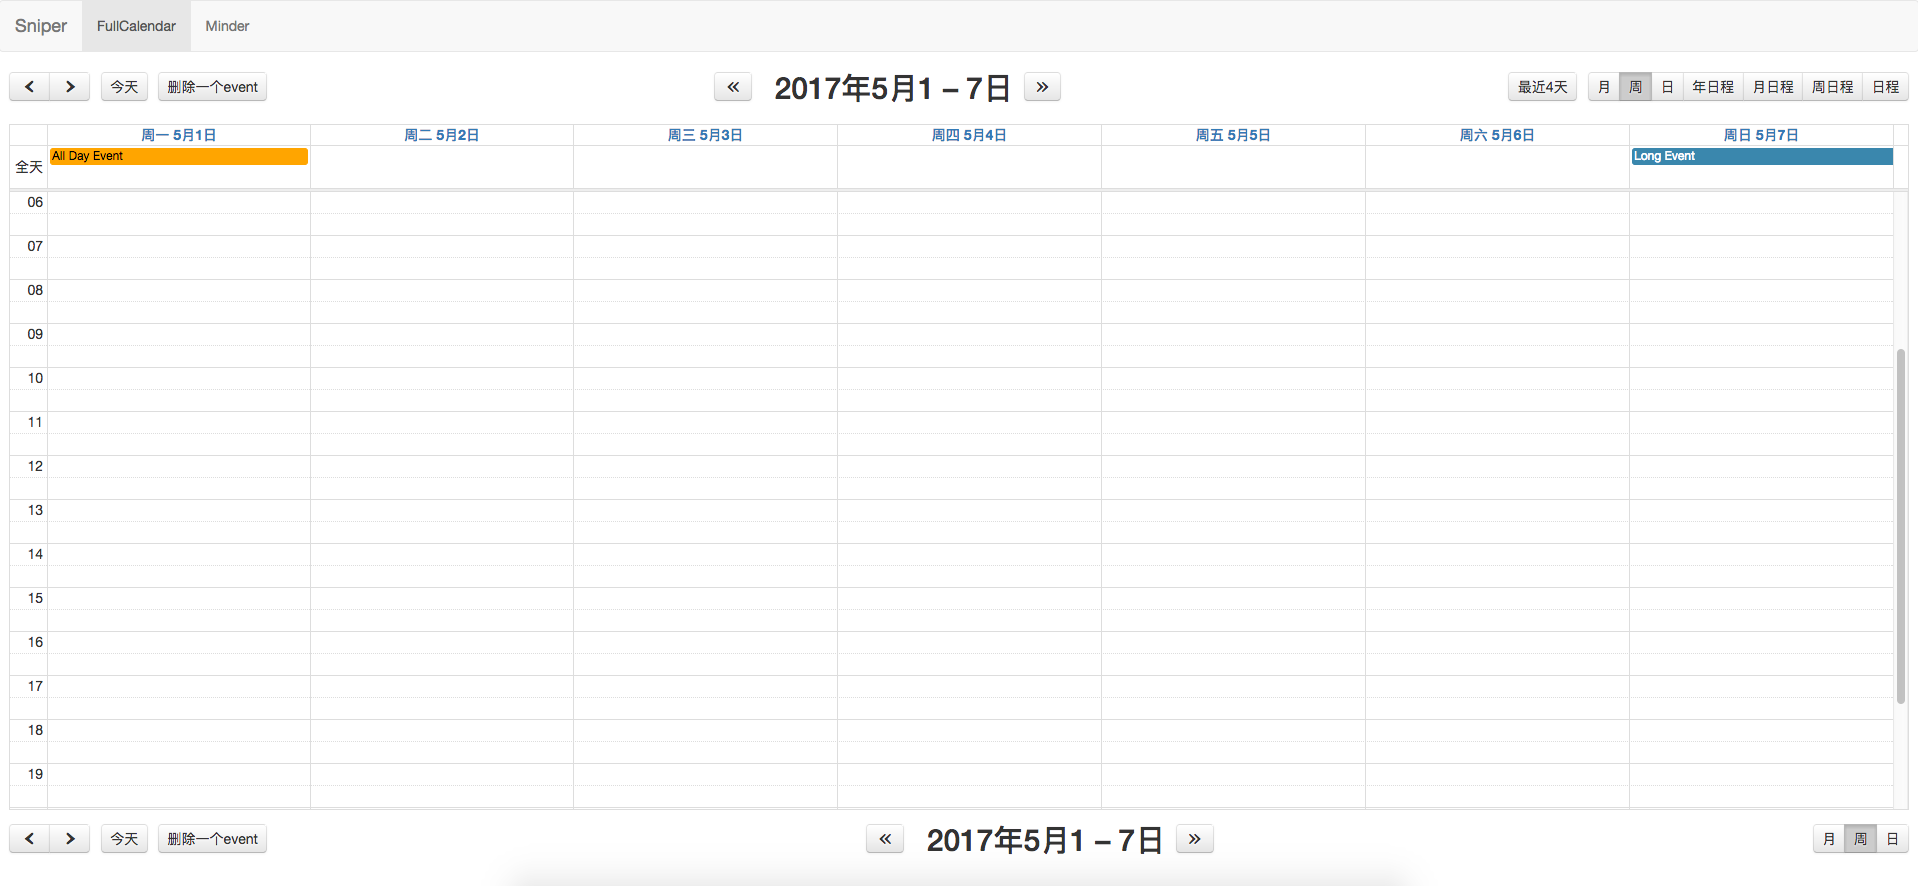 Sniper FullCalendar Minder
今天 删除一个event « 2017年5月1 – 7日 » 最近4天 月 周 日 年日程 月日程 周日程 日程
周一 5月1日 周二 5月2日 周三 5月3日 周四 5月4日 周五 5月5日 周六 5月6日 周日 5月7日
全天 All Day Event Long Event
06
07
08
09
10
11
12
13
14
15
16
17
18
19
今天 删除一个event « 2017年5月1 – 7日 » 月 周 日